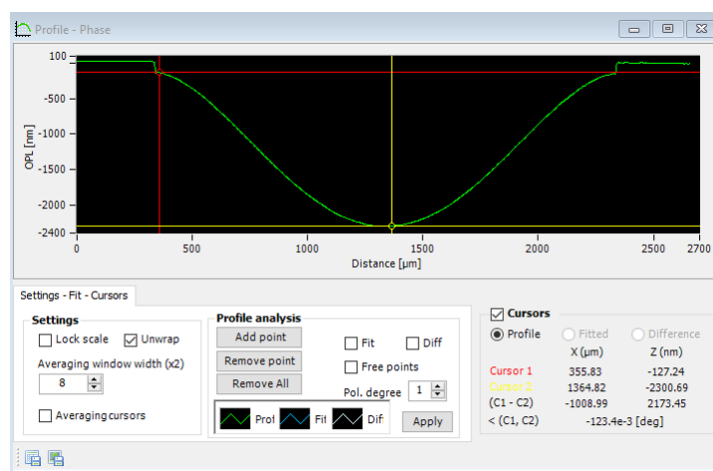 Profile - Phase
100
-500
-1000
-1500
-2000
-2400
OPL [nm]
0 500 1000 1500 2000 2500 2700
Distance [µm]
Settings - Fit - Cursors
Settings
Lock scale Unwrap
Averaging window width (x2)
8
Averaging cursors
Profile analysis
Add point
Remove point
Remove All
Fit Diff
Free points
Pol. degree 1
Prof Fit Dif
Apply
Cursors
Profile Fitted Difference
X (µm) Z (nm)
Cursor 1 355.83 -127.24
Cursor 2 1364.82 -2300.69
(C1 - C2) -1008.99 2173.45
< (C1, C2) -123.4e-3 [deg]